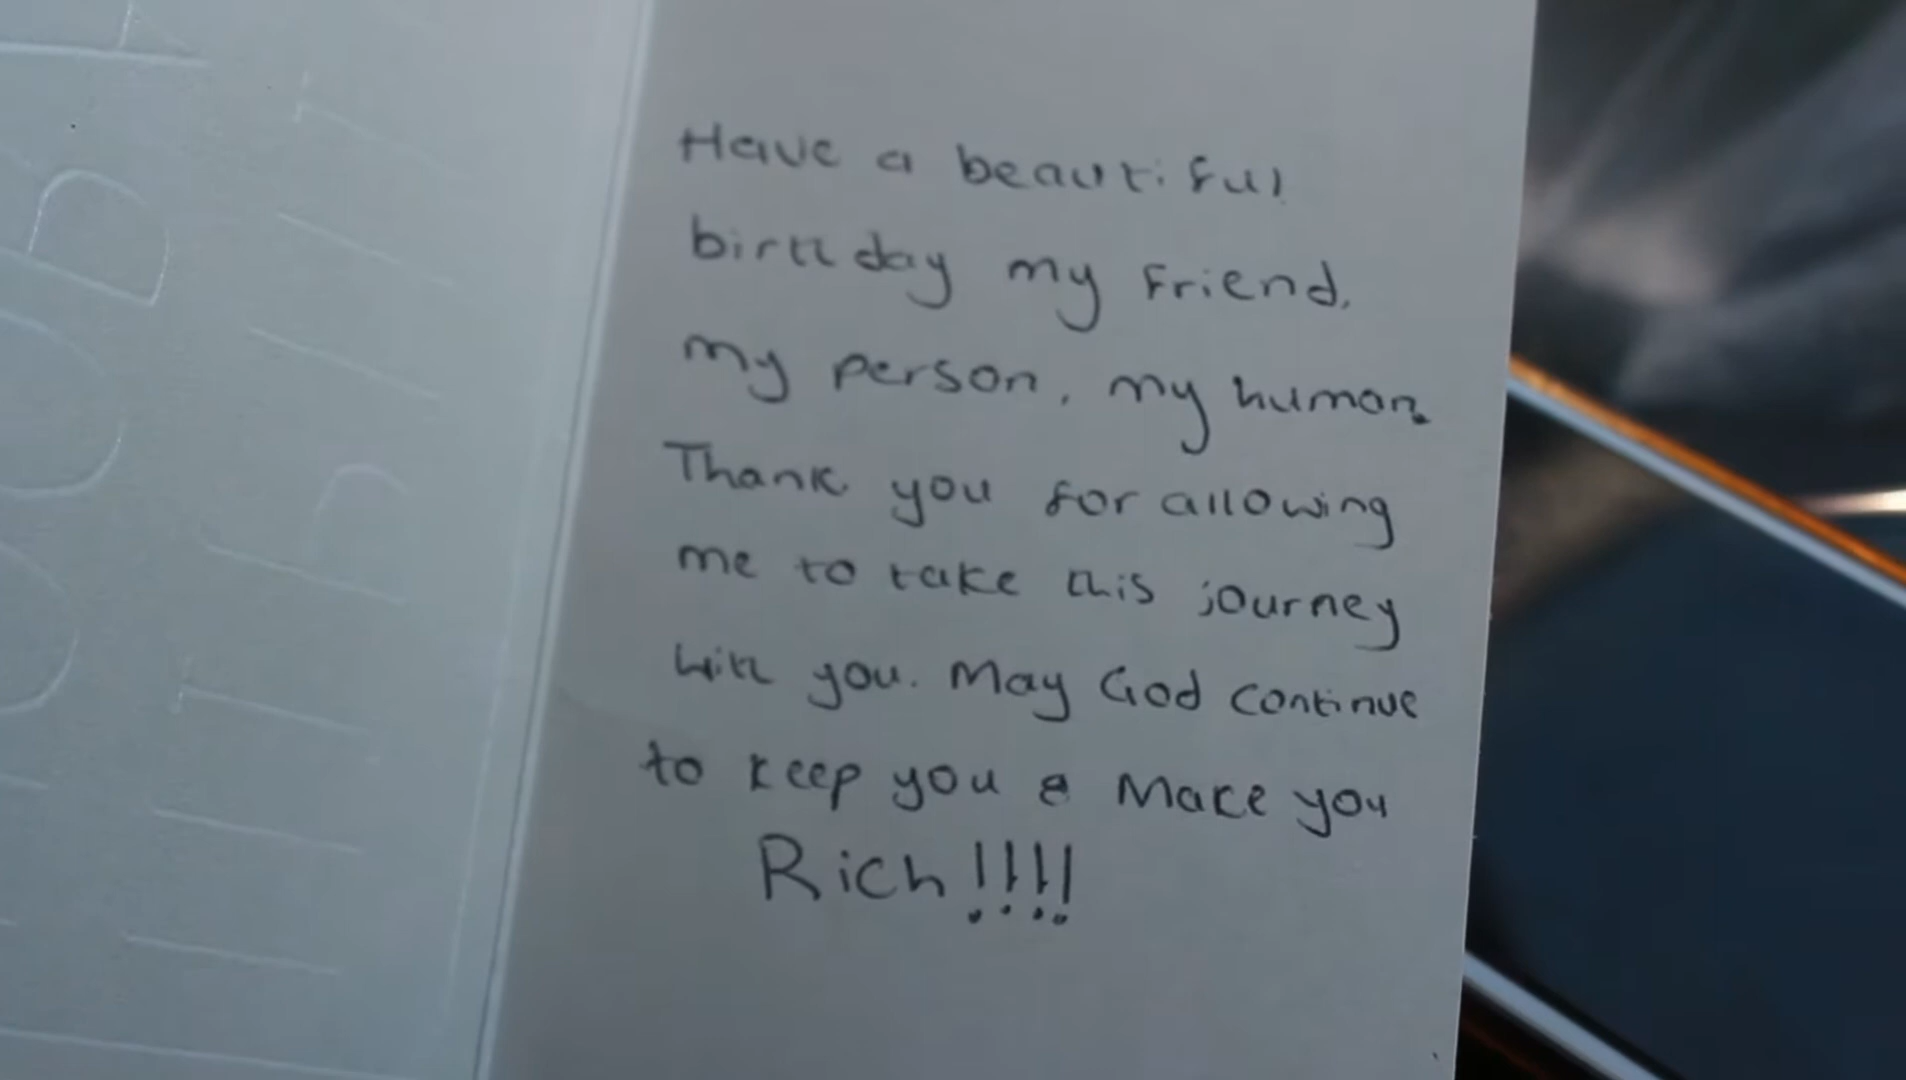 Have a beautiful
birthday my friend,
my person, my human.
Thank you for allowing
me to take this journey
with you. May God continue
to keep you & Make you
Rich!!!!